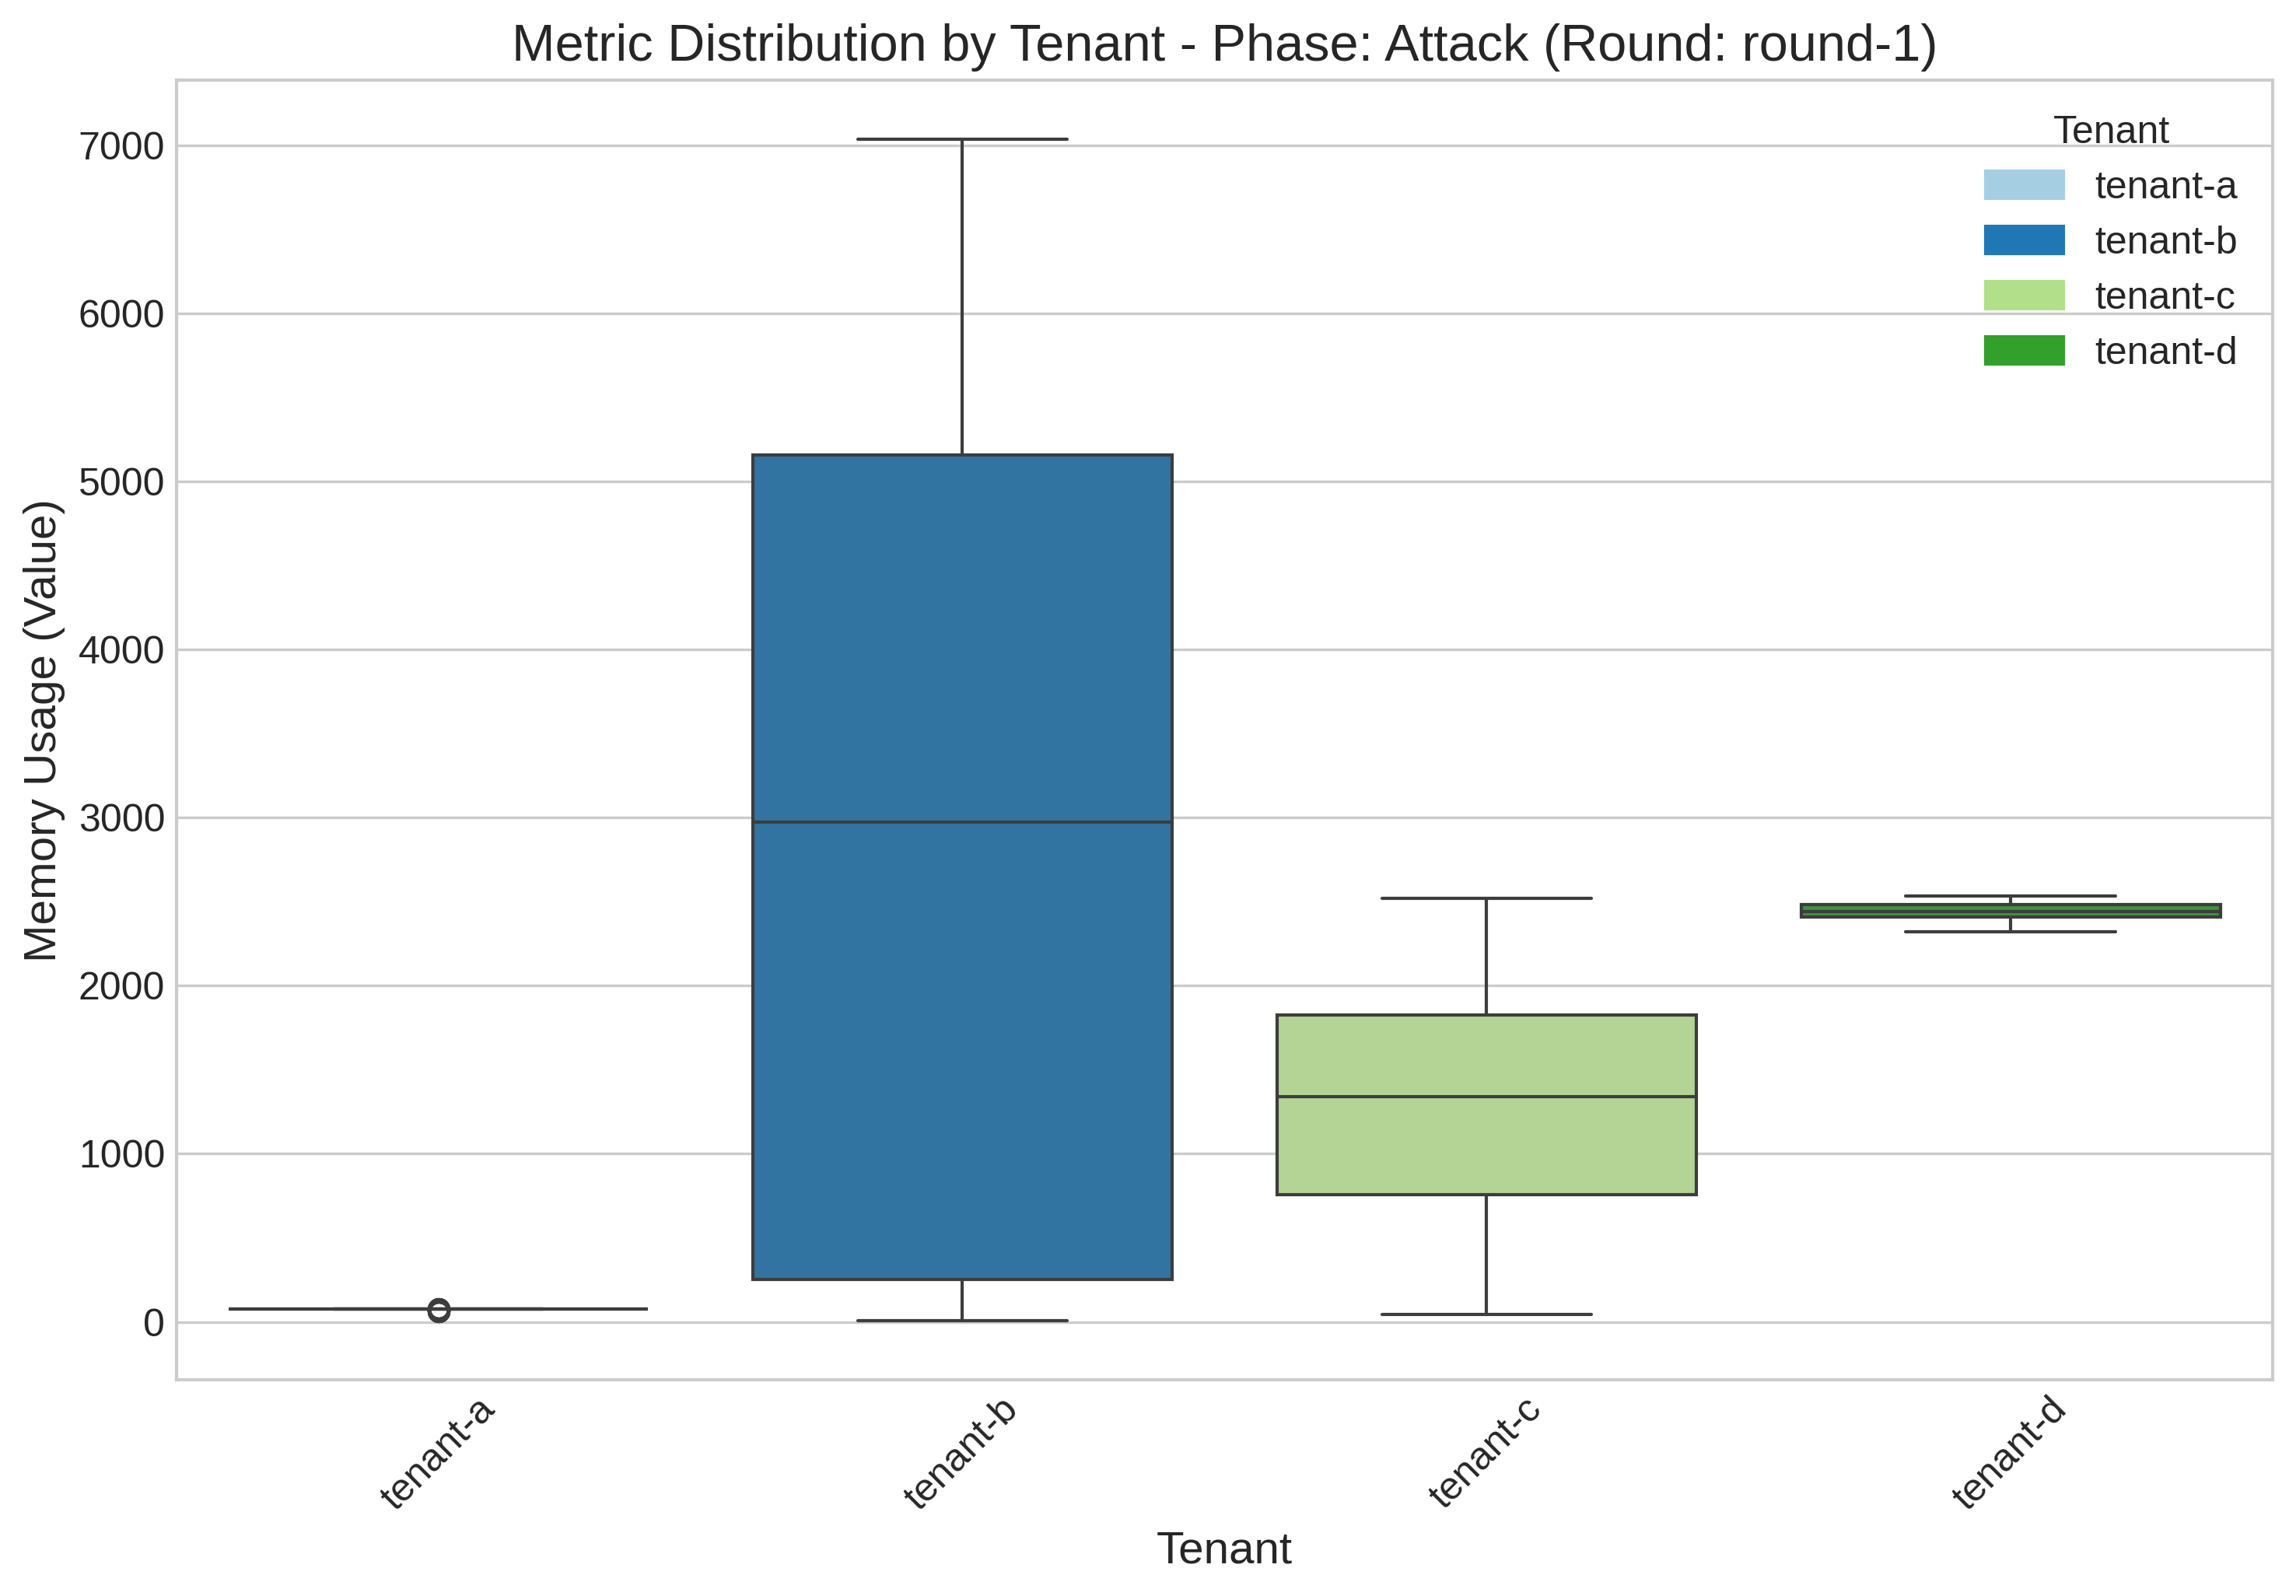 Metric Distribution by Tenant - Phase: Attack (Round: round-1)
Memory Usage (Value)
7000
6000
5000
4000
3000
2000
1000
0
Tenant
tenant-a
tenant-b
tenant-c
tenant-d
tenant-a
tenant-b
tenant-c
tenant-d
Tenant